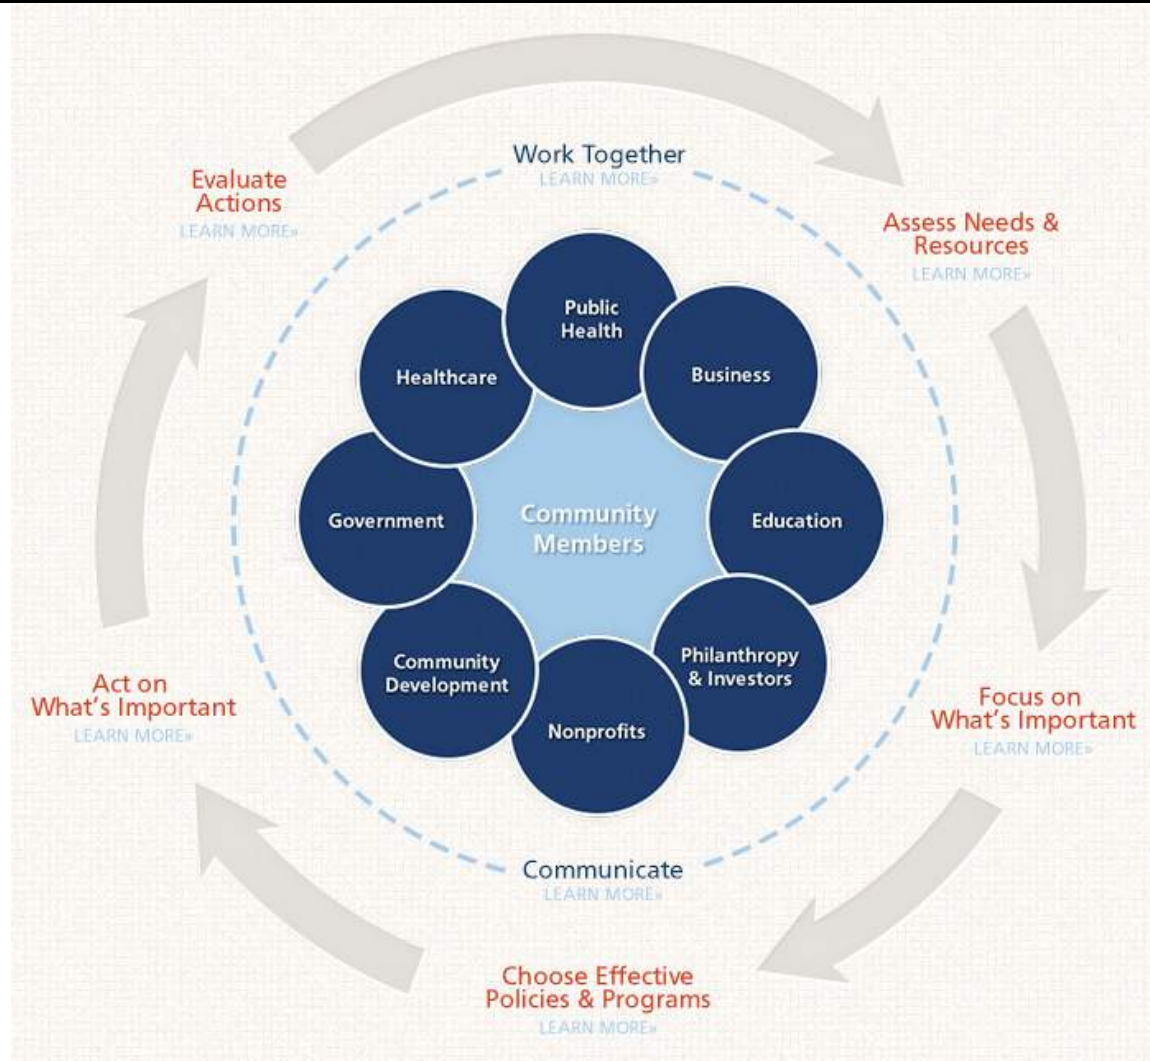 Work Together
LEARN MORE»
Evaluate
Actions
LEARN MORE»
Assess Needs &
Resources
LEARN MORE»
Public
Health
Healthcare
Business
Government
Community
Members
Education
Community
Development
Philanthropy
& Investors
Nonprofits
Act on
What's Important
LEARN MORE»
Focus on
What's Important
LEARN MORE»
Communicate
LEARN MORE»
Choose Effective
Policies & Programs
LEARN MORE»